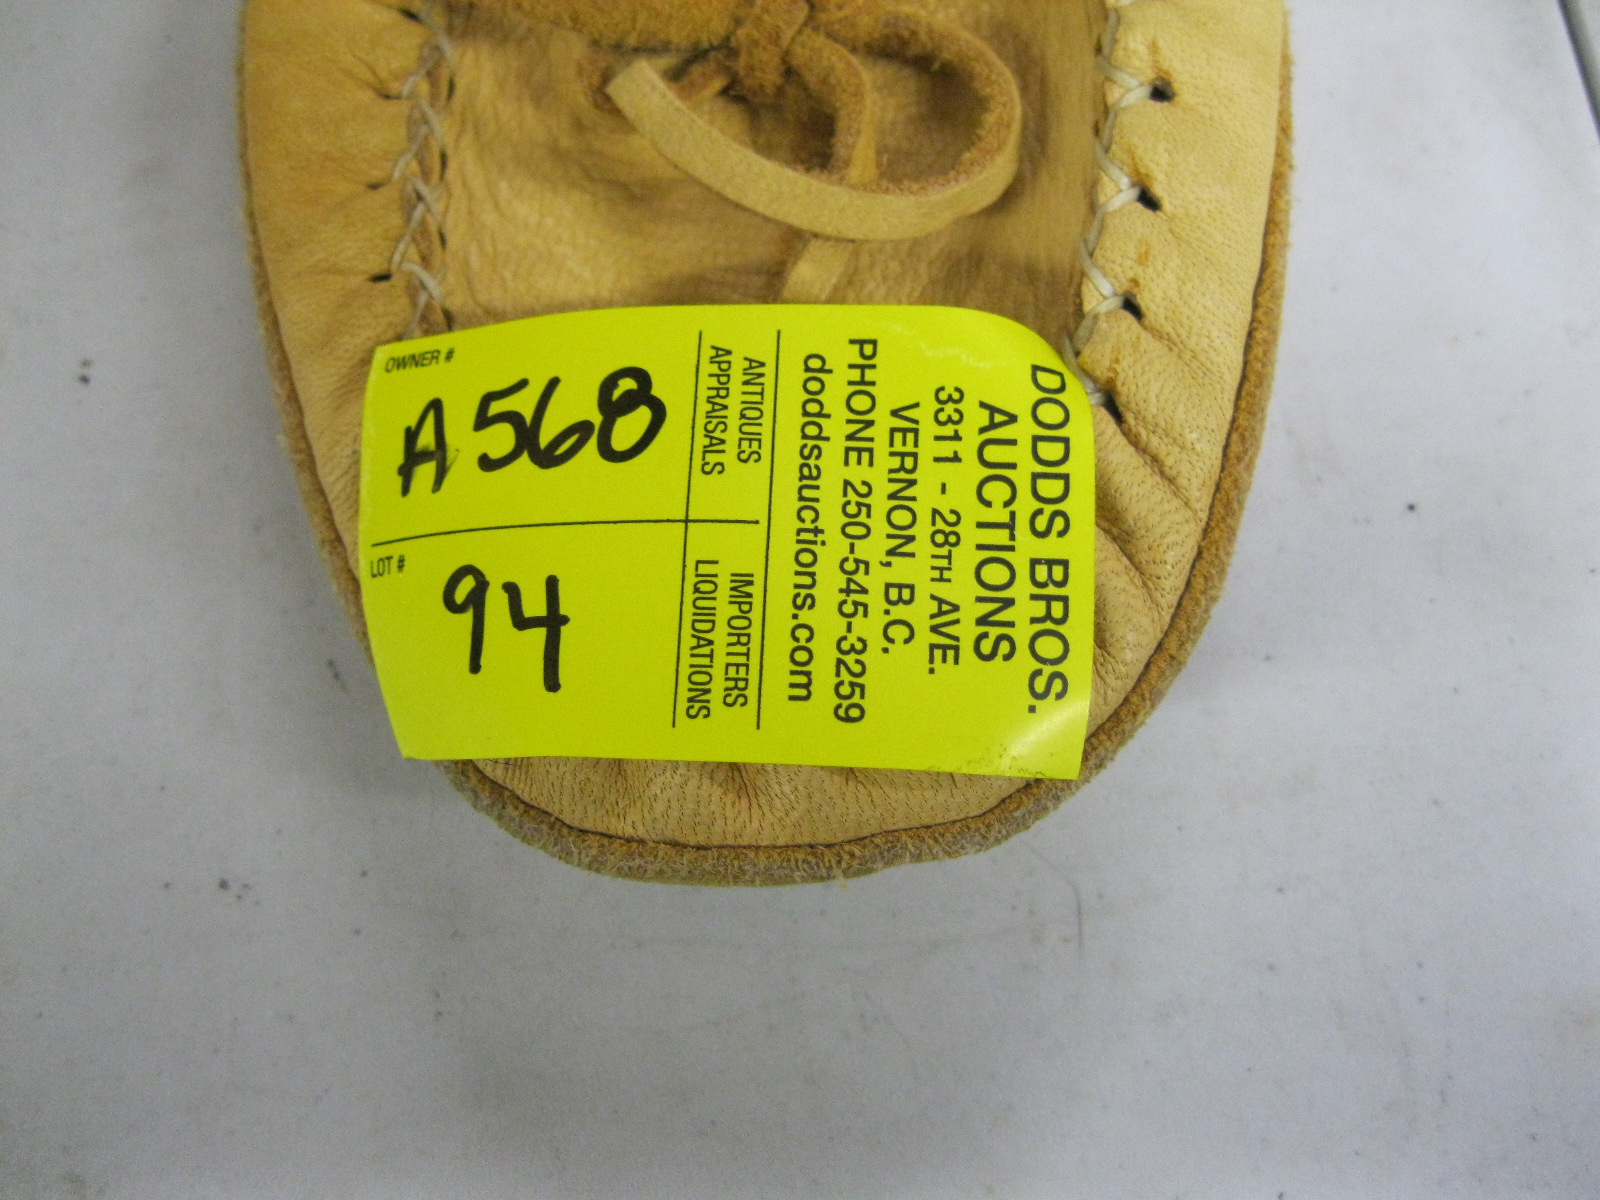 DODDS BROS.
AUCTIONS
3311 - 28TH AVE.
VERNON, B.C.
PHONE 250-545-3259
doddsauctions.com
ANTIQUES
APPRAISALS
IMPORTERS
LIQUIDATIONS
OWNER #
A568
LOT #
94